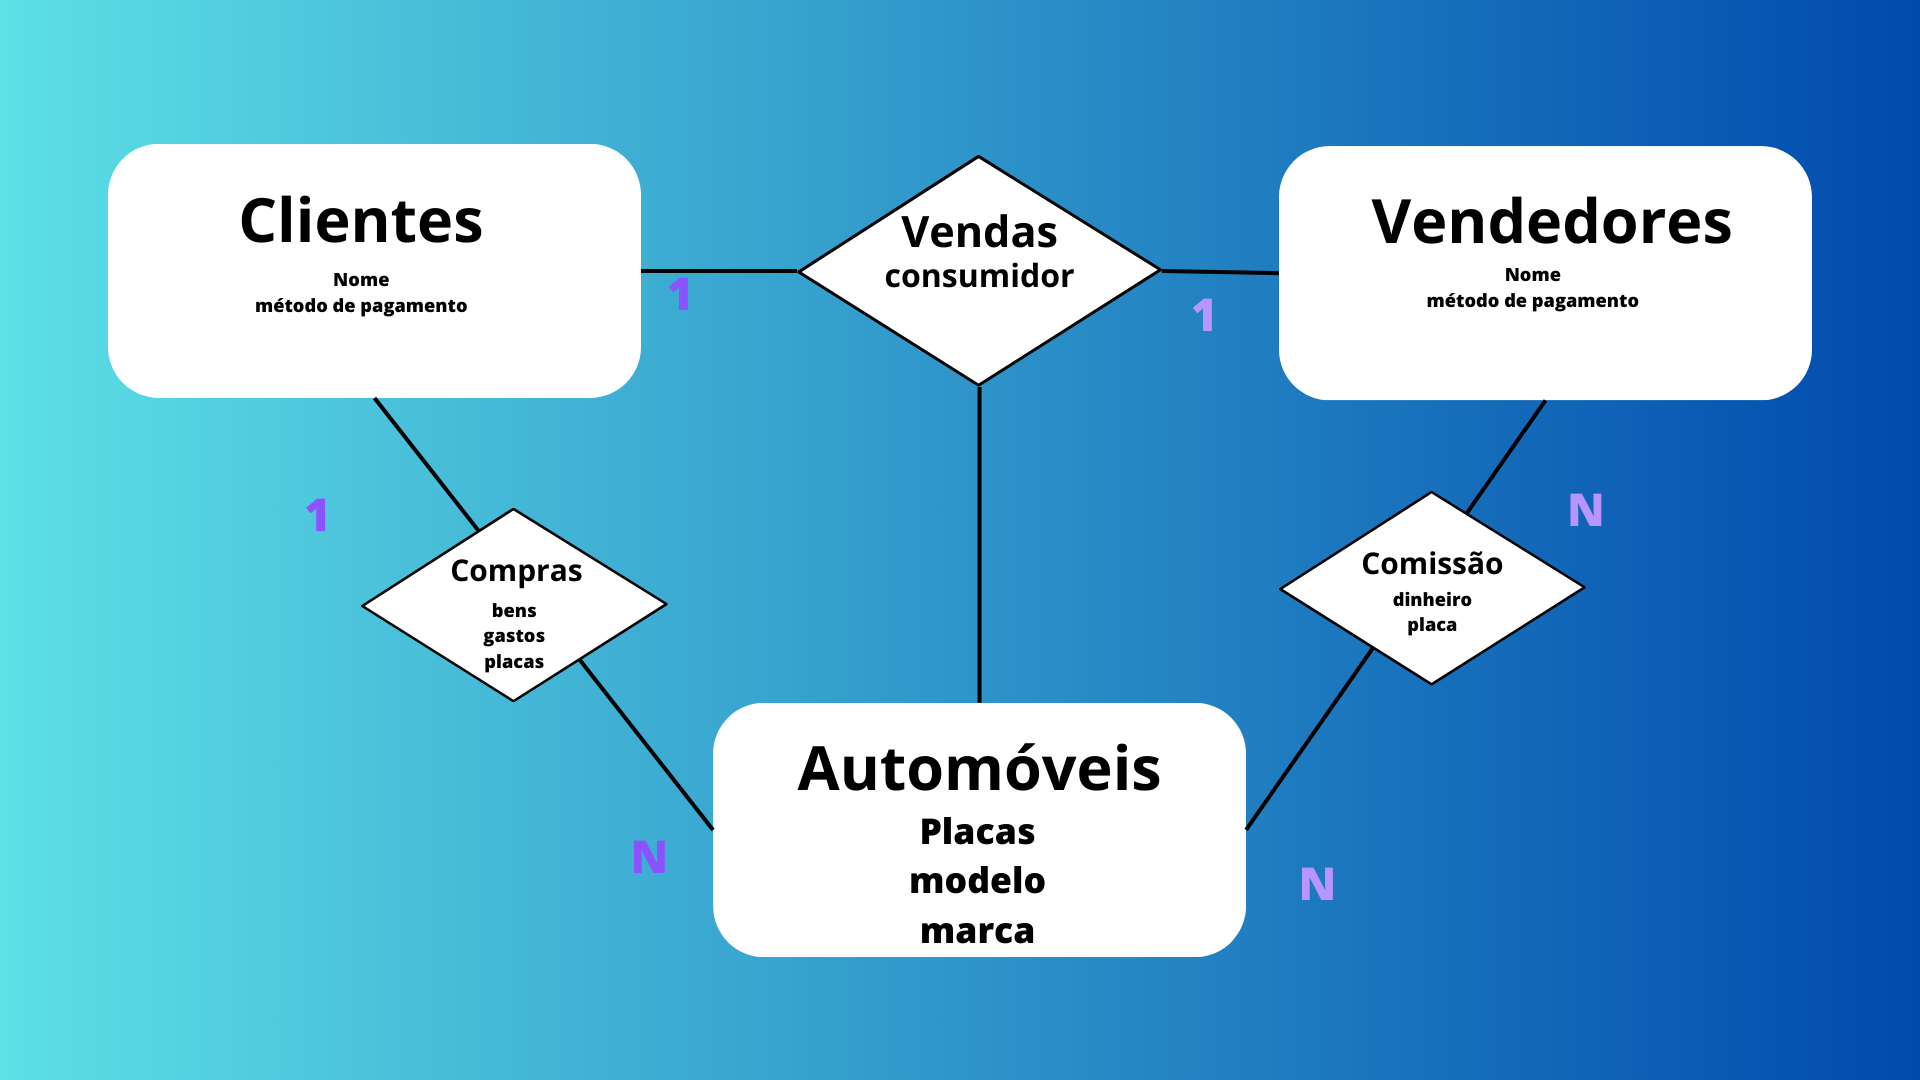 Clientes
Nome
método de pagamento
1
Vendas
consumidor
1
Vendedores
Nome
método de pagamento
1
Compras
bens
gastos
placas
N
Comissão
dinheiro
placa
N
Automóveis
Placas
modelo
marca
N